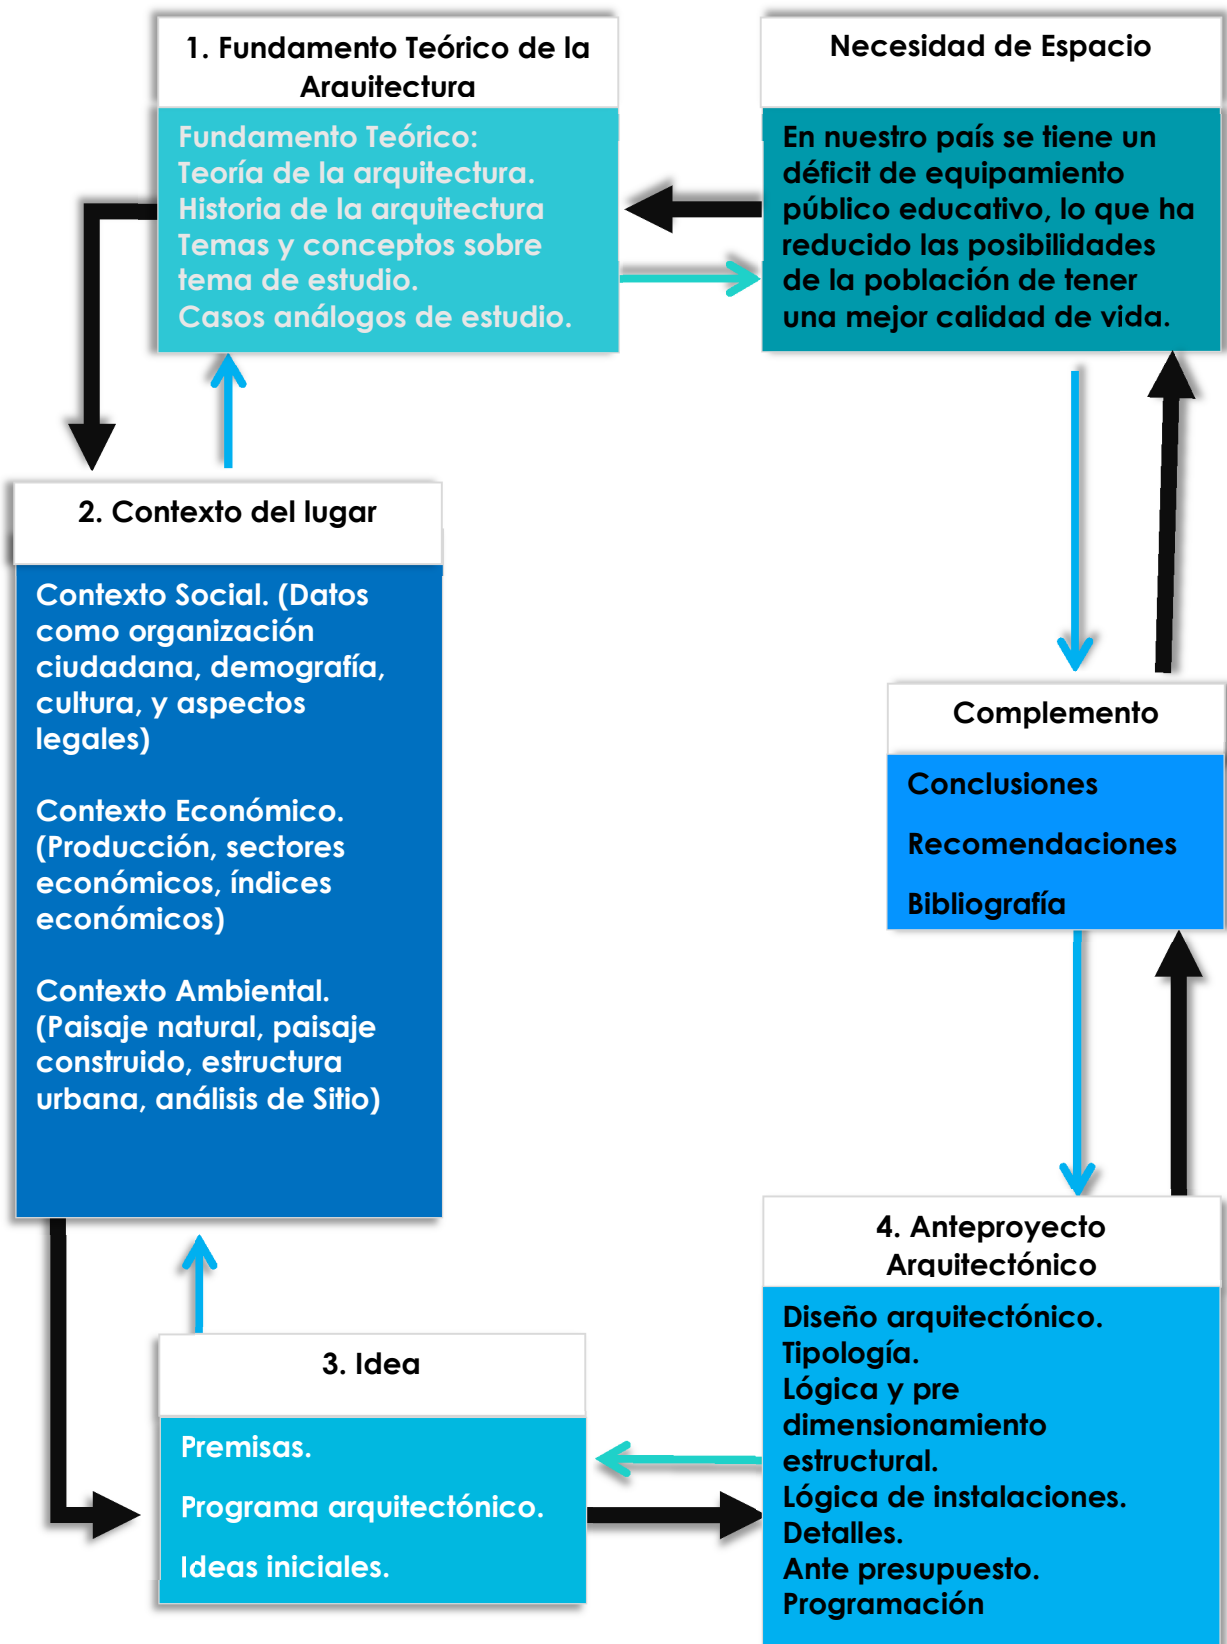 1. Fundamento Teórico de la
Arquitectura
Fundamento Teórico:
Teoría de la arquitectura.
Historia de la arquitectura
Temas y conceptos sobre
tema de estudio.
Casos análogos de estudio.
Necesidad de Espacio
En nuestro país se tiene un
déficit de equipamiento
público educativo, lo que ha
reducido las posibilidades
de la población de tener
una mejor calidad de vida.
2. Contexto del lugar
Contexto Social. (Datos
como organización
ciudadana, demografía,
cultura, y aspectos
legales)
Contexto Económico.
(Producción, sectores
económicos, índices
económicos)
Contexto Ambiental.
(Paisaje natural, paisaje
construido, estructura
urbana, análisis de Sitio)
Complemento
Conclusiones
Recomendaciones
Bibliografía
3. Idea
Premisas.
Programa arquitectónico.
Ideas iniciales.
4. Anteproyecto
Arquitectónico
Diseño arquitectónico.
Tipología.
Lógica y pre
dimensionamiento
estructural.
Lógica de instalaciones.
Detalles.
Ante presupuesto.
Programación